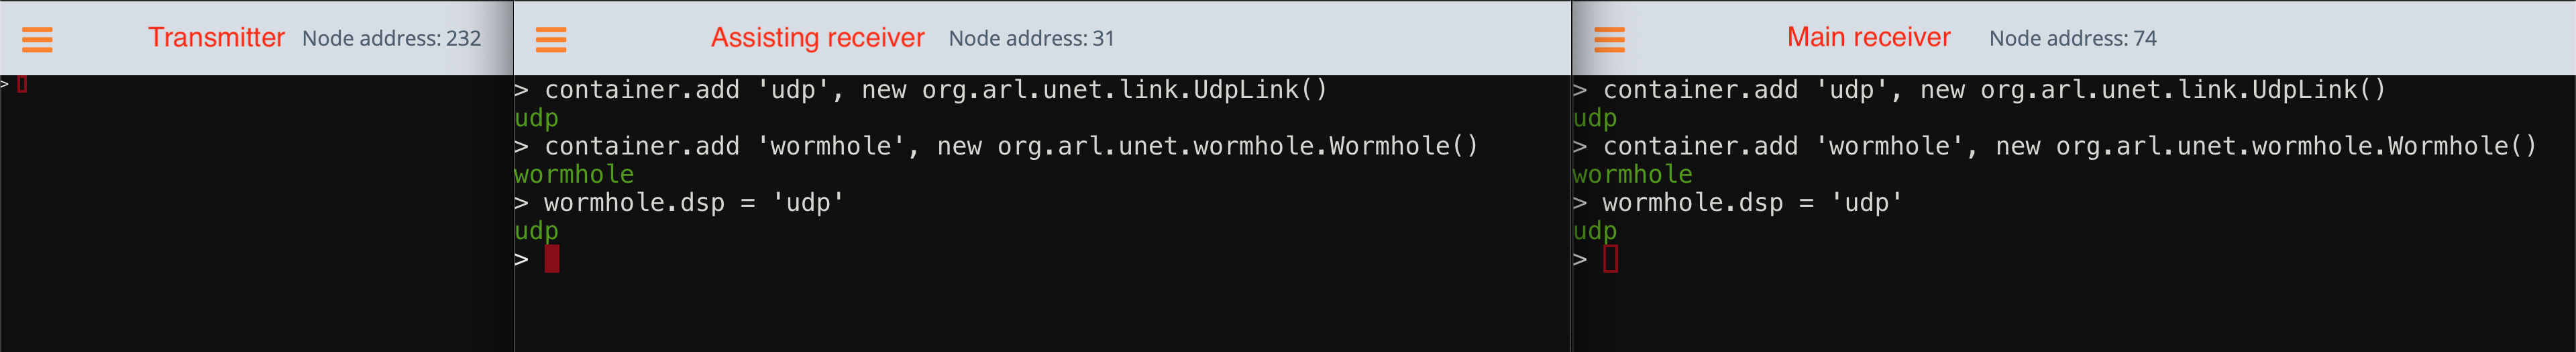 Transmitter Node address: 232
>
Assisting receiver Node address: 31
> container.add 'udp', new org.arl.unet.link.UdpLink()
udp
> container.add 'wormhole', new org.arl.unet.wormhole.Wormhole()
wormhole
> wormhole.dsp = 'udp'
udp
>
Main receiver Node address: 74
> container.add 'udp', new org.arl.unet.link.UdpLink()
udp
> container.add 'wormhole', new org.arl.unet.wormhole.Wormhole()
wormhole
> wormhole.dsp = 'udp'
udp
>